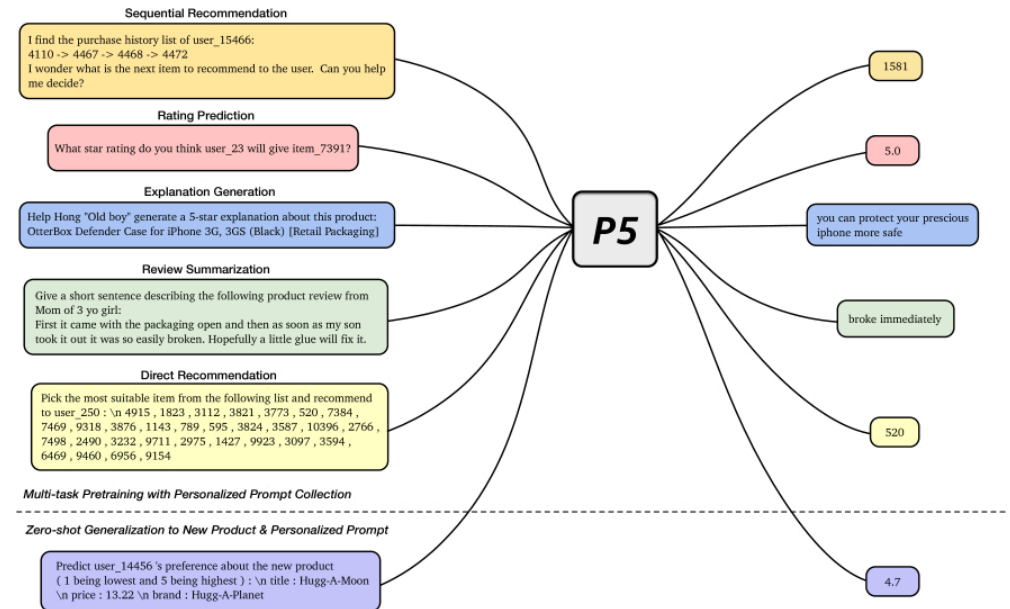 Sequential Recommendation
I find the purchase history list of user_15466:
4110 -> 4467 -> 4468 -> 4472
I wonder what is the next item to recommend to the user. Can you help
me decide?
1581
Rating Prediction
What star rating do you think user_23 will give item_7391?
5.0
Explanation Generation
Help Hong "Old boy" generate a 5-star explanation about this product:
OtterBox Defender Case for iPhone 3G, 3GS (Black) [Retail Packaging]
P5
you can protect your prescious
iphone more safe
Review Summarization
Give a short sentence describing the following product review from
Mom of 3 yo girl:
First it came with the packaging open and then as soon as my son
took it out it was so easily broken. Hopefully a little glue will fix it.
broke immediately
Direct Recommendation
Pick the most suitable item from the following list and recommend
to user_250 : \n 4915 , 1823 , 3112 , 3821 , 3773 , 520 , 7384 ,
7469 , 9318 , 3876 , 1143 , 789 , 595 , 3824 , 3587 , 10396 , 2766 ,
7498 , 2490 , 3232 , 9711 , 2975 , 1427 , 9923 , 3097 , 3594 ,
6469 , 9460 , 6956 , 9154
520
Multi-task Pretraining with Personalized Prompt Collection
Zero-shot Generalization to New Product & Personalized Prompt
Predict user_14456 's preference about the new product
( 1 being lowest and 5 being highest ) : \n title : Hugg-A-Moon
\n price : 13.22 \n brand : Hugg-A-Planet
4.7